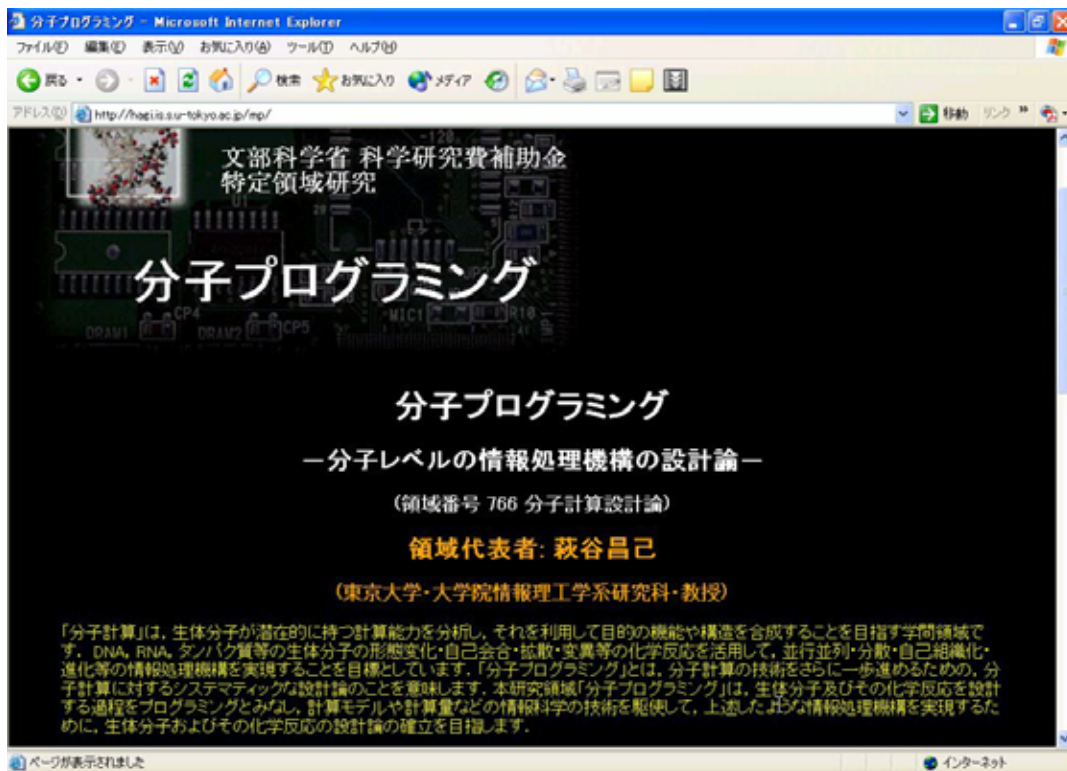 分子プログラミング - Microsoft Internet Explorer
ファイル(F) 編集(E) 表示(V) お気に入り(A) ツール(T) ヘルプ(H)
戻る 検索 お気に入り メディア
アドレス(D) http://hagi.is.s.u-tokyo.ac.jp/mp/ 移動 リンク »
文部科学省 科学研究費補助金
特定領域研究
分子プログラミング
CP4 MIC1 R10
DRAM1 DRAM2 CP5
分子プログラミング
―分子レベルの情報処理機構の設計論―
(領域番号 766 分子計算設計論)
領域代表者: 萩谷昌己
(東京大学・大学院情報理工学系研究科・教授)
「分子計算」は, 生体分子が潜在的に持つ計算能力を分析し, それを利用して目的の機能や構造を合成することを目指す学問領域で
す. DNA, RNA, タンパク質等の生体分子の形態変化・自己会合・拡散・変異等の化学反応を活用して, 並行並列・分散・自己組織化・
進化等の情報処理機構を実現することを目標としています. 「分子プログラミング」とは, 分子計算の技術をさらに一歩進めるための, 分
子計算に対するシステマティックな設計論のことを意味します. 本研究領域「分子プログラミング」は, 生体分子及びその化学反応を設計
する過程をプログラミングとみなし, 計算モデルや計算量などの情報科学の技術を駆使して, 上述したような情報処理機構を実現するた
めに, 生体分子およびその化学反応の設計論の確立を目指します.
ページが表示されました インターネット